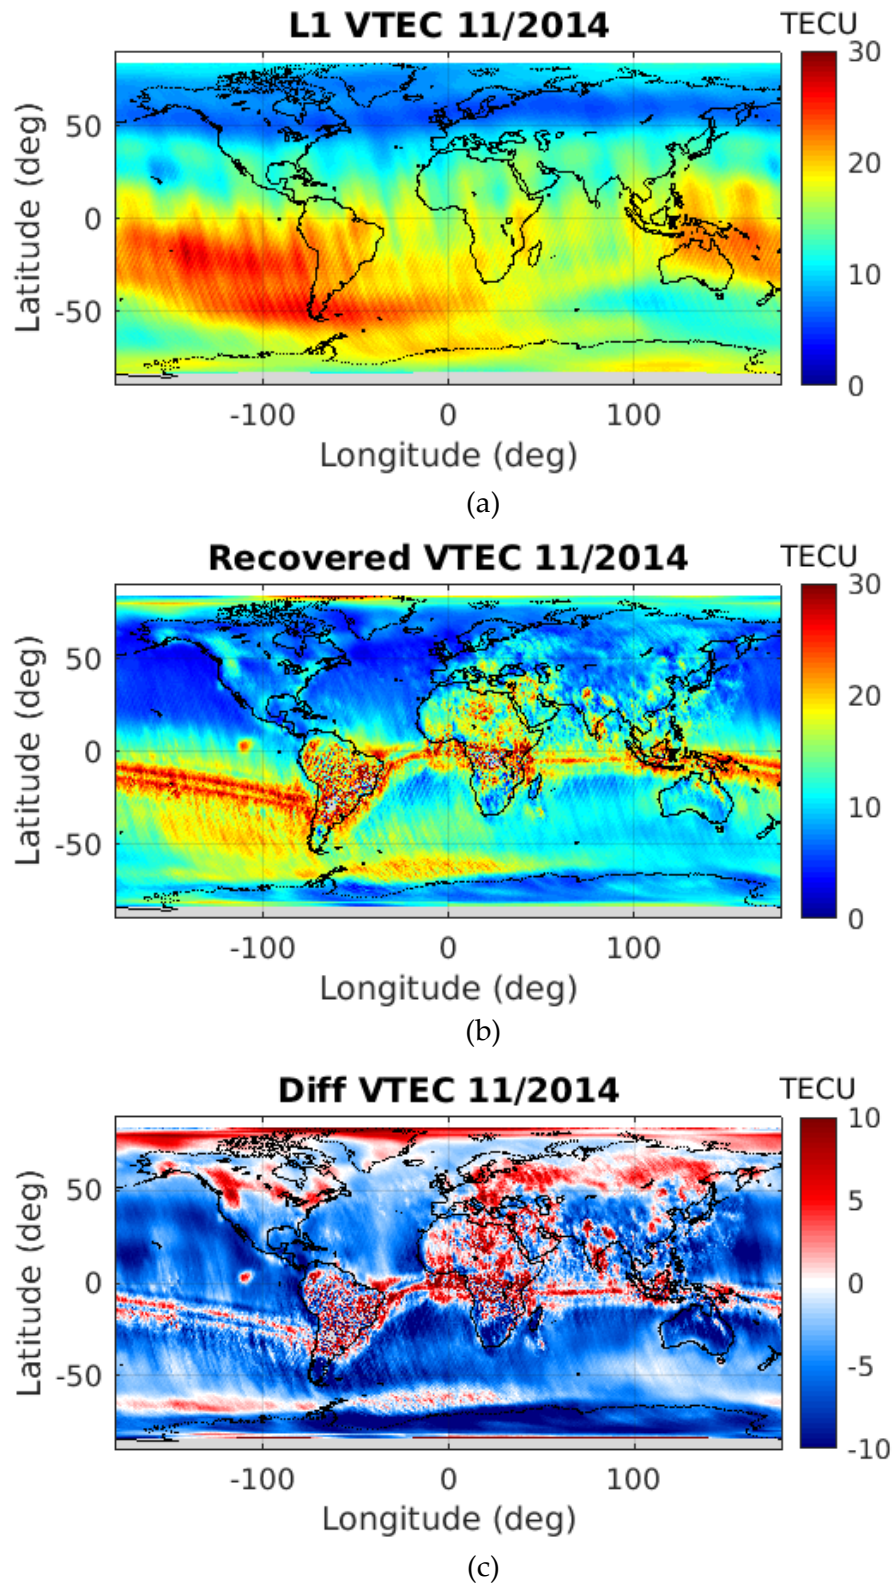 L1 VTEC 11/2014 TECU
30
20
10
0
50
0
-50
Latitude (deg)
-100 0 100
Longitude (deg)
(a)
Recovered VTEC 11/2014 TECU
30
20
10
0
50
0
-50
Latitude (deg)
-100 0 100
Longitude (deg)
(b)
Diff VTEC 11/2014 TECU
10
5
0
-5
-10
50
0
-50
Latitude (deg)
-100 0 100
Longitude (deg)
(c)